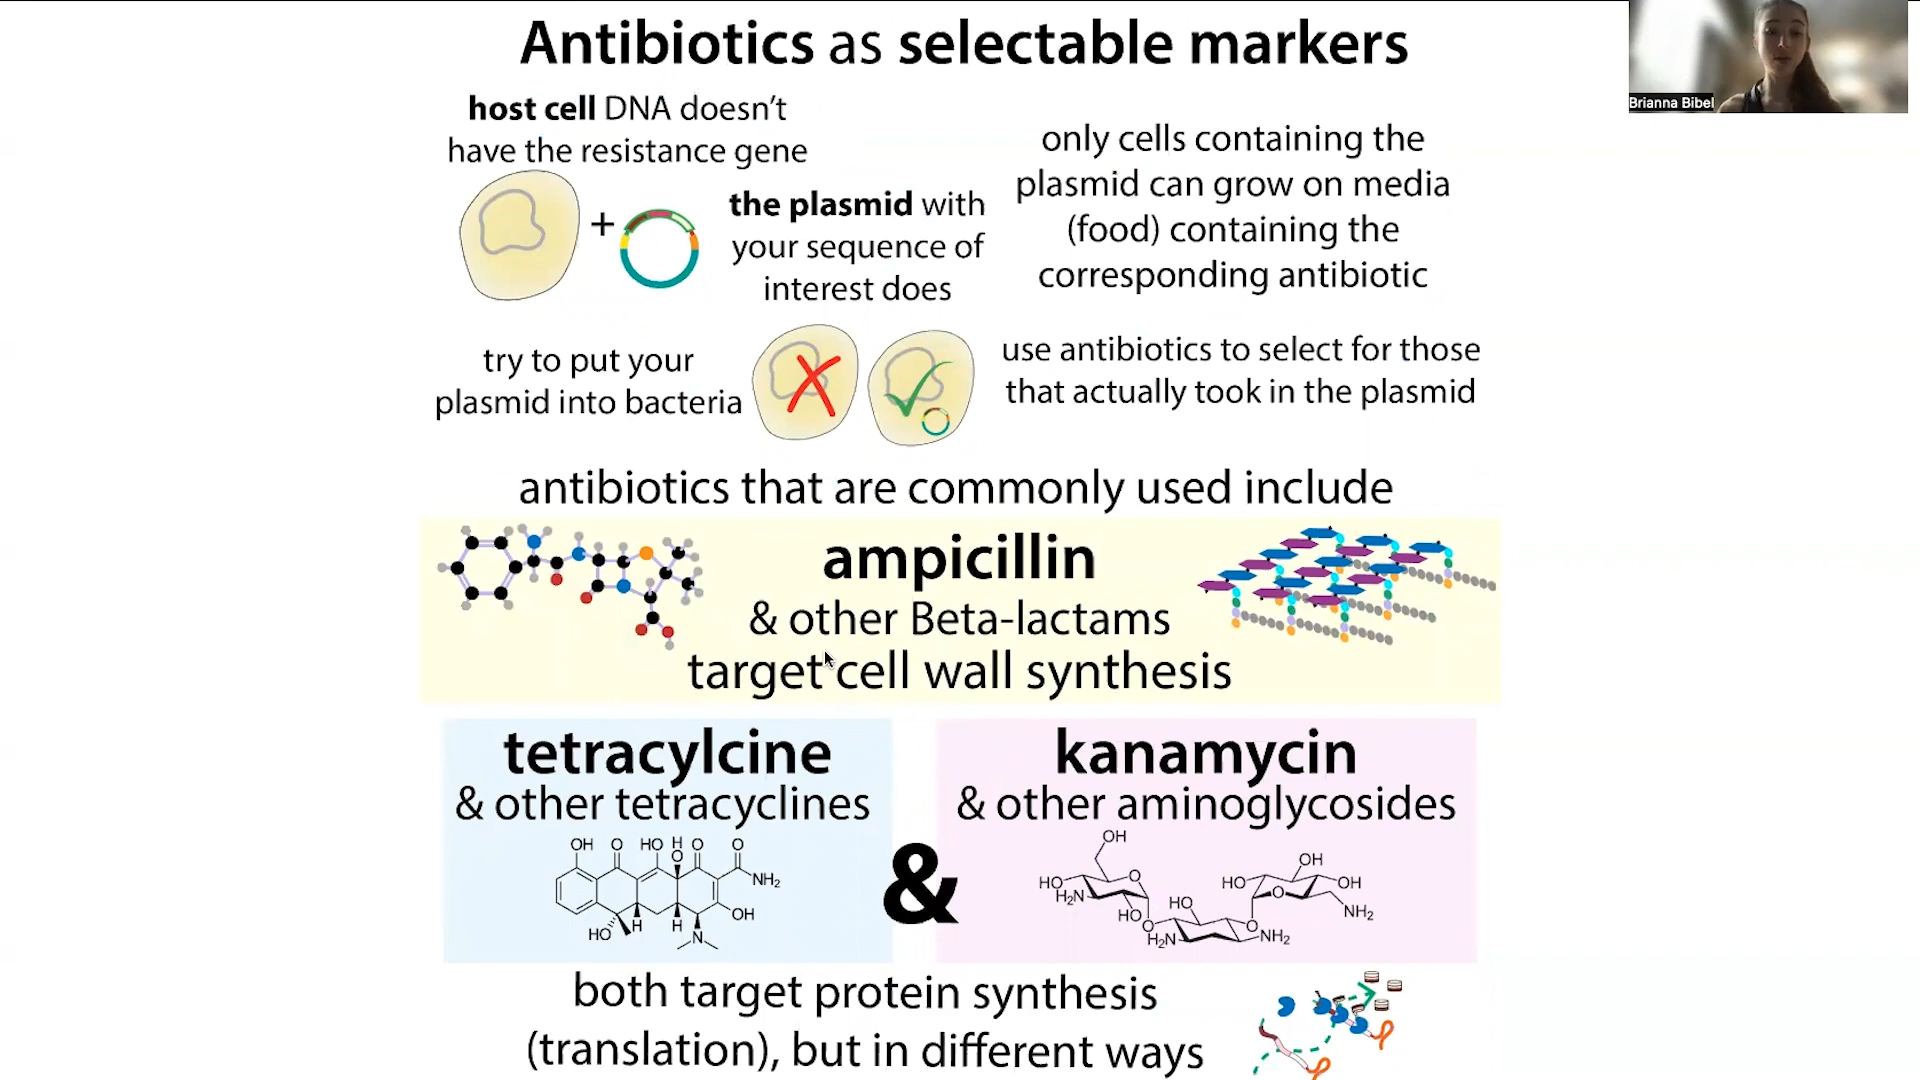 Antibiotics as selectable markers
Brianna Bibel
host cell DNA doesn't
have the resistance gene
+
the plasmid with
your sequence of
interest does
only cells containing the
plasmid can grow on media
(food) containing the
corresponding antibiotic
try to put your
plasmid into bacteria
use antibiotics to select for those
that actually took in the plasmid
antibiotics that are commonly used include
ampicillin
& other Beta-lactams
target cell wall synthesis
tetracylcine
& other tetracyclines
OH O HO H O O
OH
NH2
OH
HO H H N
&
kanamycin
& other aminoglycosides
OH
HO O
H2N
HO
O
HO
H2N
O
NH2
OH
HO OH
O
NH2
both target protein synthesis
(translation), but in different ways